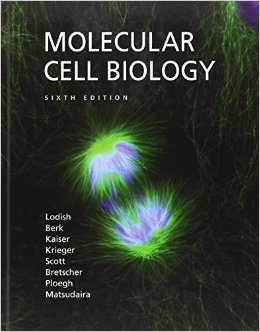 MOLECULAR
CELL BIOLOGY
SIXTH EDITION
Lodish
Berk
Kaiser
Krieger
Scott
Bretscher
Ploegh
Matsudaira